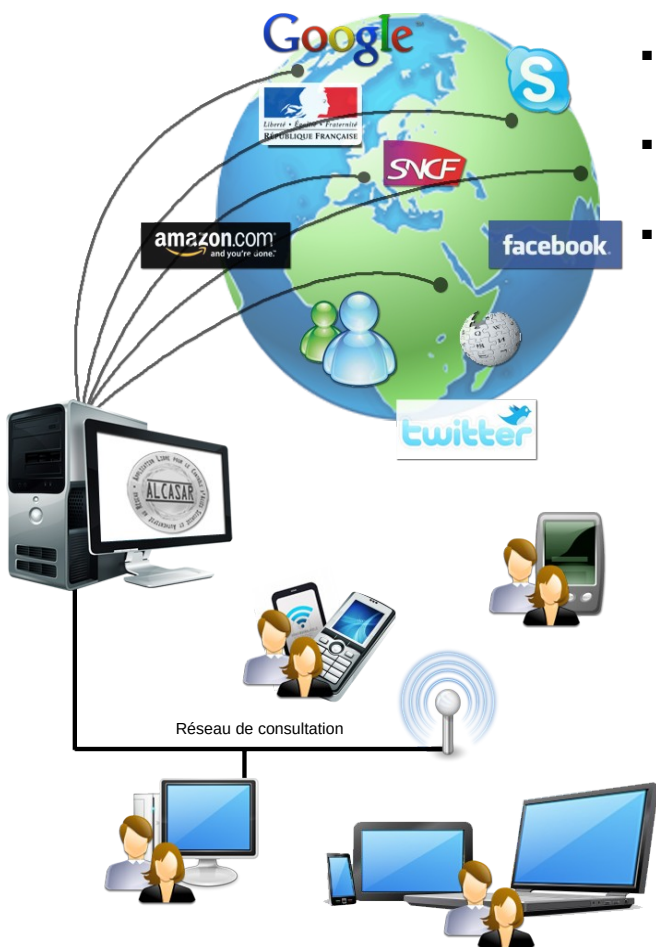 Google
Liberté • Égalité • Fraternité
RÉPUBLIQUE FRANÇAISE
S
SNCF
amazon.com
and you're done.™
facebook
twitter
ALCASAR
Réseau de consultation